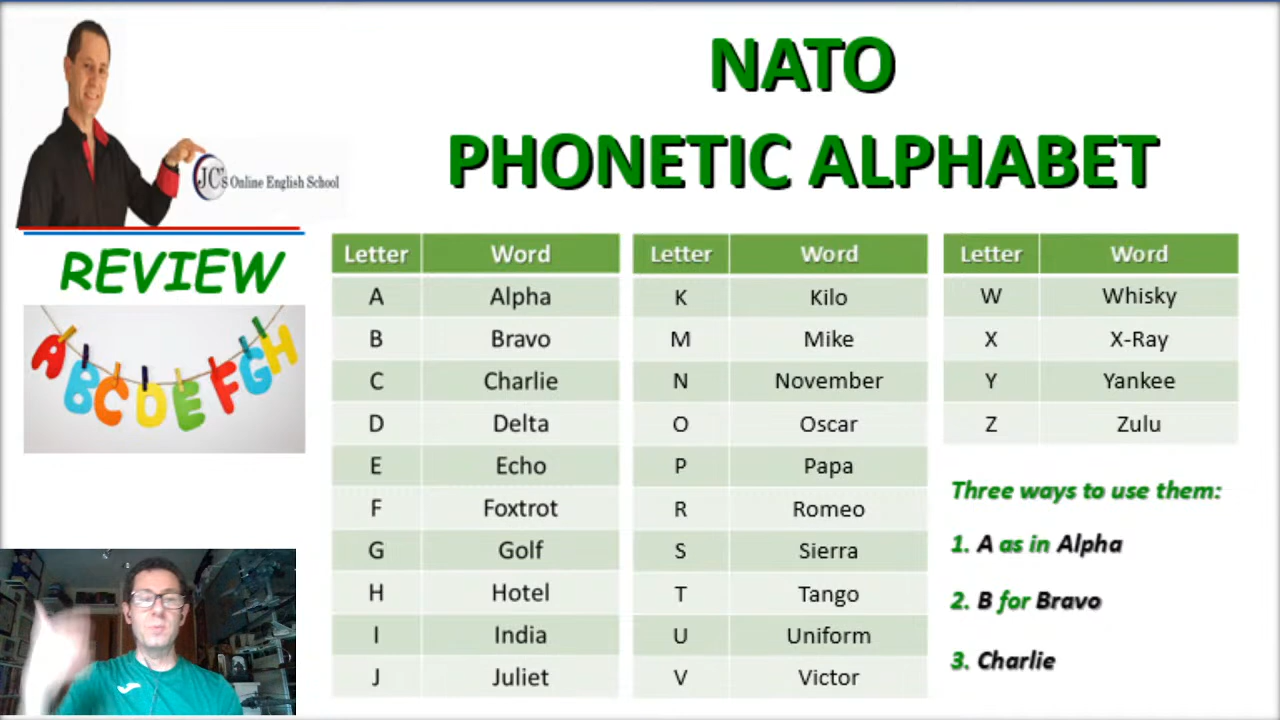 NATO
PHONETIC ALPHABET
JC's Online English School
REVIEW
A B C D E F G H
Letter Word
A Alpha
B Bravo
C Charlie
D Delta
E Echo
F Foxtrot
G Golf
H Hotel
I India
J Juliet
Letter Word
K Kilo
M Mike
N November
O Oscar
P Papa
R Romeo
S Sierra
T Tango
U Uniform
V Victor
Letter Word
W Whisky
X X-Ray
Y Yankee
Z Zulu
Three ways to use them:
1. A as in Alpha
2. B for Bravo
3. Charlie